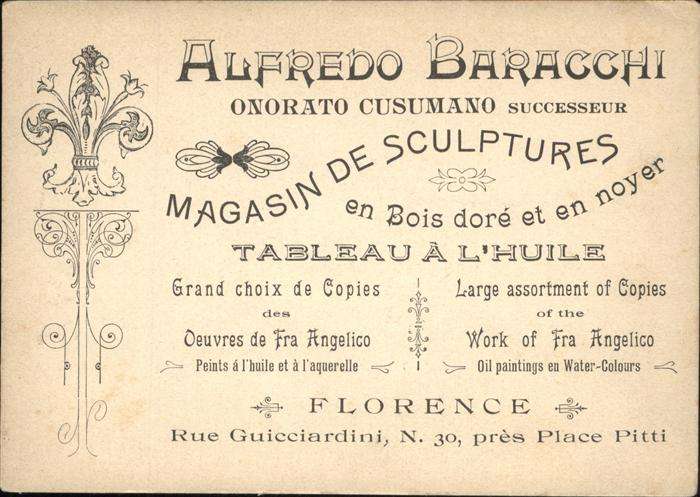 ALFREDO BARACCHI
ONORATO CUSUMANO SUCCESSEUR
MAGASIN DE SCULPTURES
en Bois doré et en noyer
TABLEAU À L'HUILE
Grand choix de Copies
des
Oeuvres de Fra Angelico
Peints á l'huile et à l'aquerelle
Large assortment of Copies
of the
Work of Fra Angelico
Oil paintings en Water-Colours
FLORENCE
Rue Guicciardini, N. 30, près Place Pitti